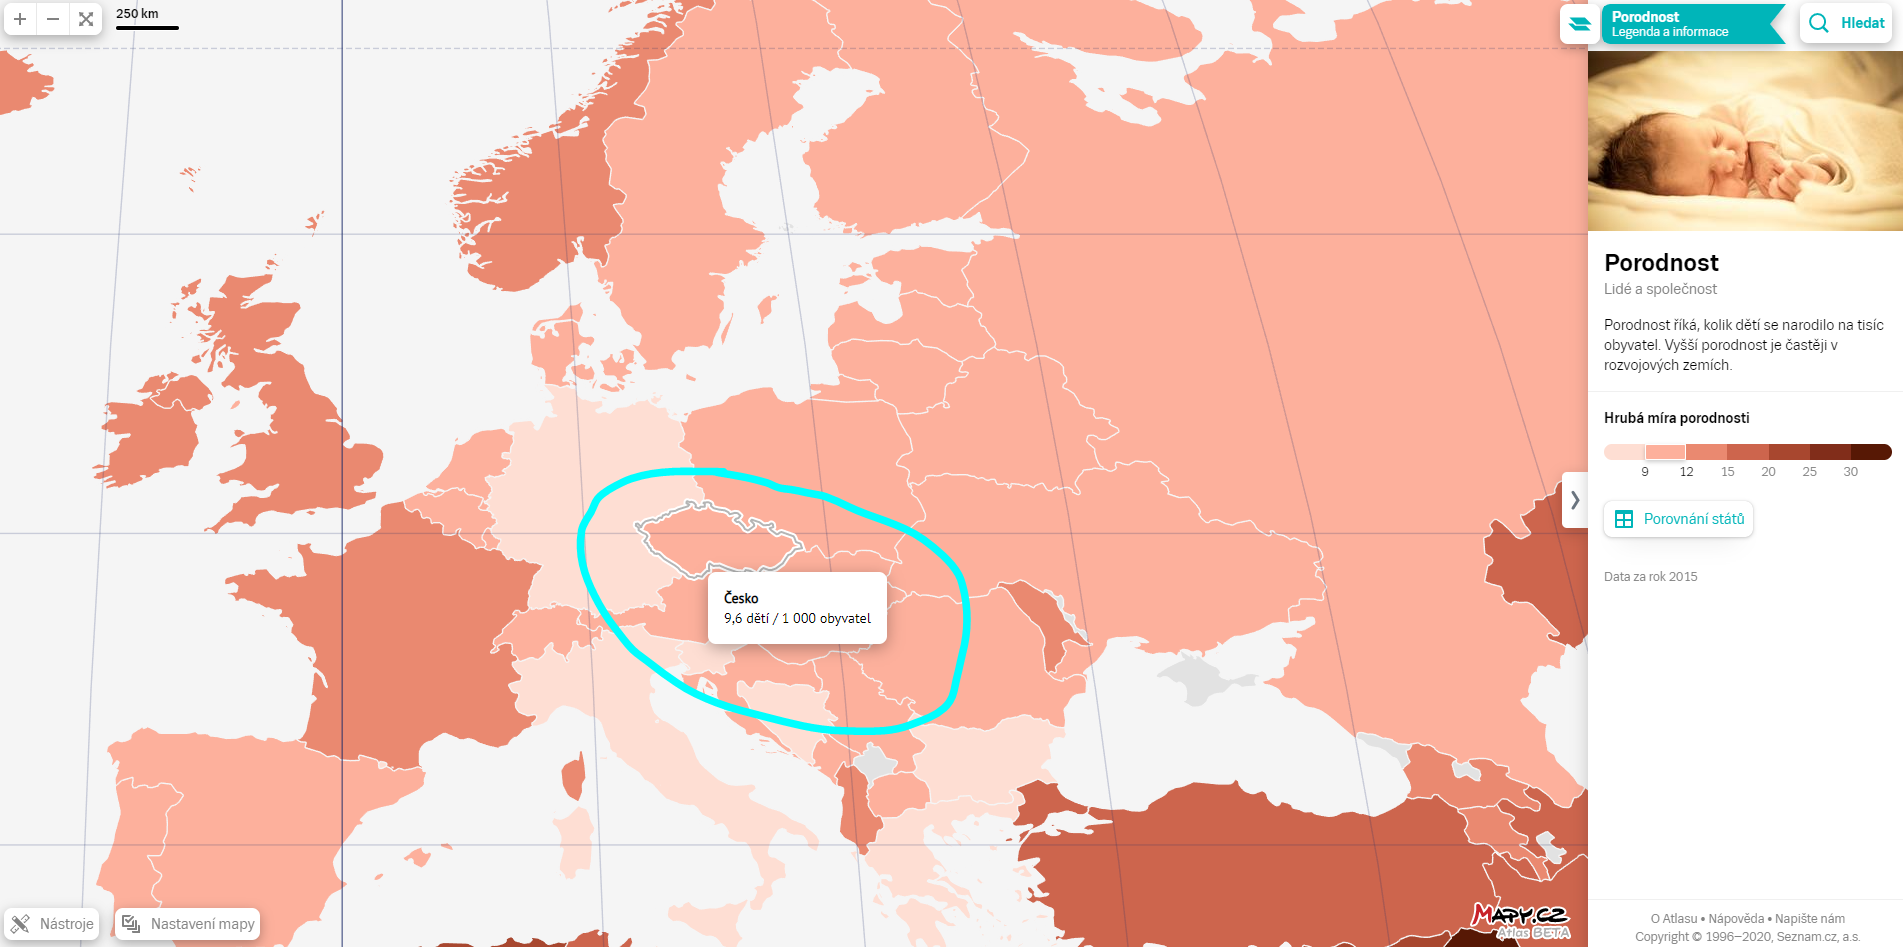 250 km
Porodnost
Legenda a informace
Hledat
Porodnost
Lidé a společnost
Porodnost říká, kolik dětí se narodilo na tisíc
obyvatel. Vyšší porodnost je častěji v
rozvojových zemích.
Hrubá míra porodnosti
9 12 15 20 25 30
Porovnání států
Data za rok 2015
Česko
9,6 dětí / 1 000 obyvatel
Nástroje
Nastavení mapy
MAPY.CZ
Atlas BETA
O Atlasu • Nápověda • Napište nám
Copyright © 1996–2020, Seznam.cz, a.s.